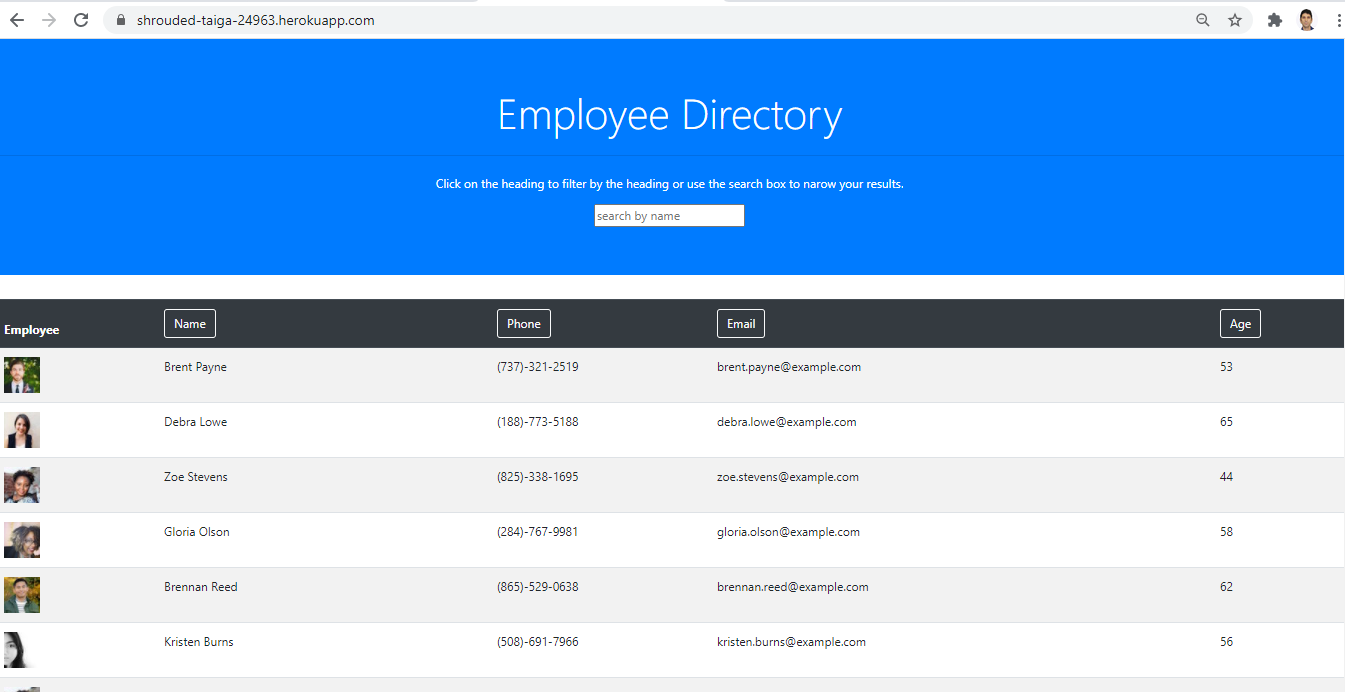 shrouded-taiga-24963.herokuapp.com
Employee Directory
Click on the heading to filter by the heading or use the search box to narow your results.
search by name
Employee Name Phone Email Age
Brent Payne (737)-321-2519 brent.payne@example.com 53
Debra Lowe (188)-773-5188 debra.lowe@example.com 65
Zoe Stevens (825)-338-1695 zoe.stevens@example.com 44
Gloria Olson (284)-767-9981 gloria.olson@example.com 58
Brennan Reed (865)-529-0638 brennan.reed@example.com 62
Kristen Burns (508)-691-7966 kristen.burns@example.com 56